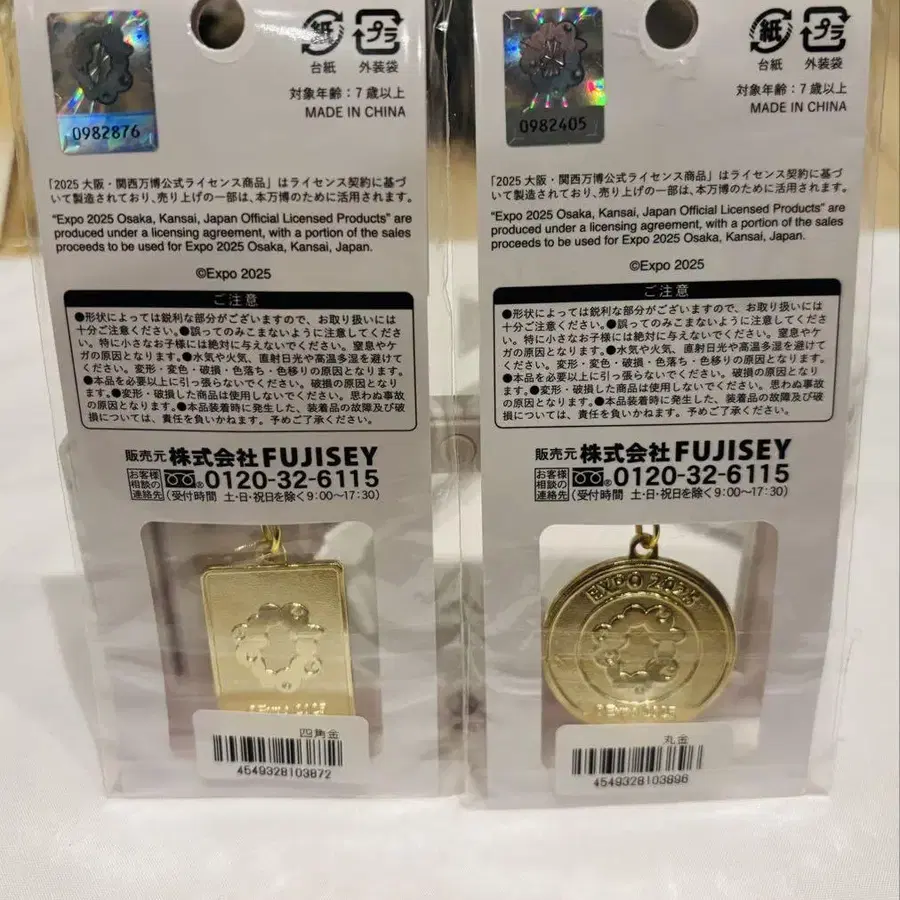 0982876
紙
プラ
台紙
外装袋
対象年齢：7歳以上
MADE IN CHINA
「2025 大阪・関西万博公式ライセンス商品」はライセンス契約に基づ
いて製造されており、売り上げの一部は、本万博のために活用されます。
“Expo 2025 Osaka, Kansai, Japan Official Licensed Products” are
produced under a licensing agreement, with a portion of the sales
proceeds to be used for Expo 2025 Osaka, Kansai, Japan.
©Expo 2025
ご注意
●形状によっては鋭利な部分がございますので、お取り扱いには
十分ご注意ください。●誤ってのみこまないように注意してくださ
い。特に小さなお子様には絶対に与えないでください。窒息やケ
ガの原因となります。●水気や火気、直射日光や高温多湿を避けて
ください。変形・変色・破損・色落ち・色移りの原因となります。
●本品を必要以上に引っ張らないでください。破損の原因となり
ます。●変形・破損した商品は使用しないでください。思わぬ事故
の原因となります。●本品装着時に発生した、装着品の故障及び破
損については、責任を負いかねます。予めご了承ください。
販売元 株式会社FUJISEY
お客様相談の連絡先 ®0120-32-6115
(受付時間 土・日・祝日を除く9:00〜17:30)
四角金
4549328103872
0982405
紙
プラ
台紙
外装袋
対象年齢：7歳以上
MADE IN CHINA
「2025 大阪・関西万博公式ライセンス商品」はライセンス契約に基づ
いて製造されており、売り上げの一部は、本万博のために活用されます。
“Expo 2025 Osaka, Kansai, Japan Official Licensed Products” are
produced under a licensing agreement, with a portion of the sales
proceeds to be used for Expo 2025 Osaka, Kansai, Japan.
©Expo 2025
ご注意
●形状によっては鋭利な部分がございますので、お取り扱いには
十分ご注意ください。●誤ってのみこまないように注意してくださ
い。特に小さなお子様には絶対に与えないでください。窒息やケ
ガの原因となります。●水気や火気、直射日光や高温多湿を避けて
ください。変形・変色・破損・色落ち・色移りの原因となります。
●本品を必要以上に引っ張らないでください。破損の原因となり
ます。●変形・破損した商品は使用しないでください。思わぬ事故
の原因となります。●本品装着時に発生した、装着品の故障及び破
損については、責任を負いかねます。予めご了承ください。
販売元 株式会社FUJISEY
お客様相談の連絡先 ®0120-32-6115
(受付時間 土・日・祝日を除く9:00〜17:30)
EXPO 2025
丸金
4549328103896